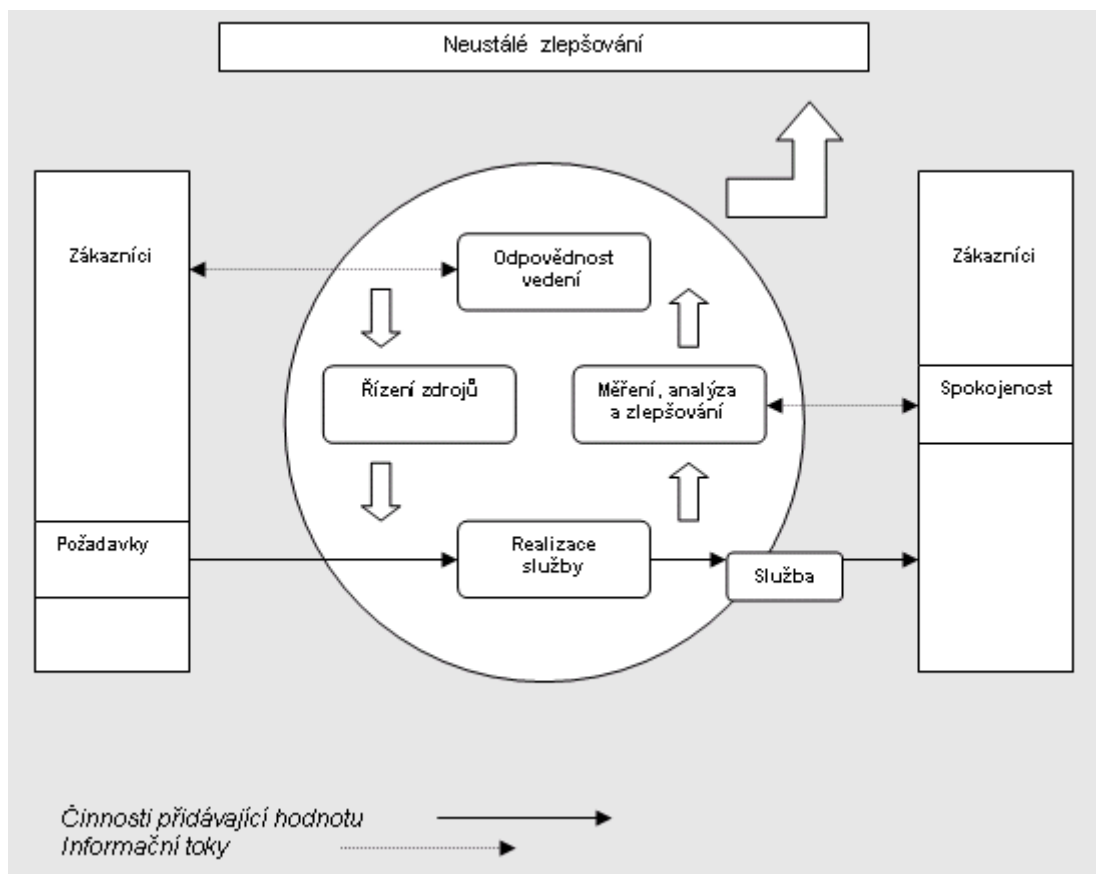 Neustálé zlepšování
Zákazníci
Odpovědnost
vedení
Zákazníci
Řízení zdrojů
Měření, analýza
a zlepšování
Spokojenost
Požadavky
Realizace
služby
Služba
Činnosti přidávající hodnotu
Informační toky